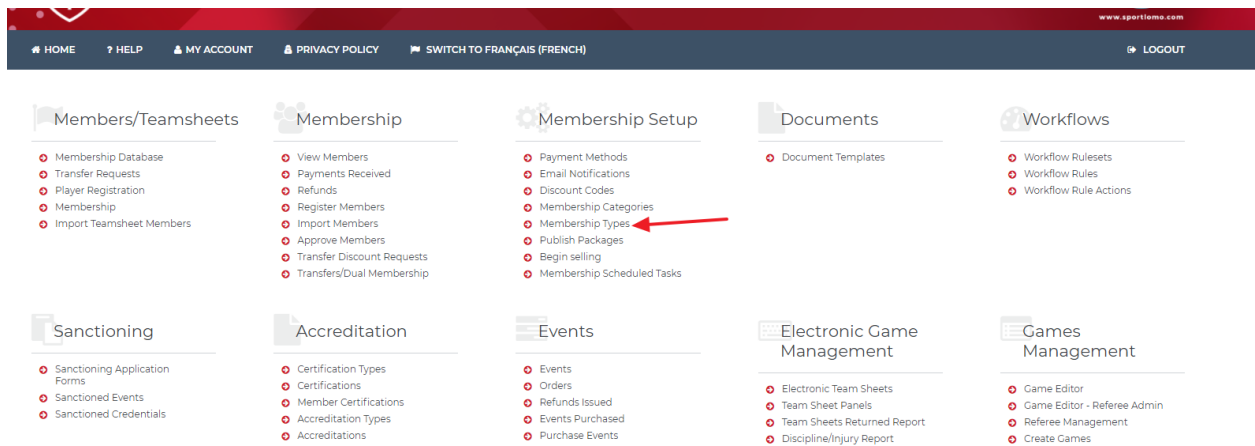 www.sportlomo.com
HOME ? HELP MY ACCOUNT PRIVACY POLICY SWITCH TO FRANÇAIS (FRENCH) LOGOUT
Members/Teamsheets
Membership Database
Transfer Requests
Player Registration
Membership
Import Teamsheet Members
Membership
View Members
Payments Received
Refunds
Register Members
Import Members
Approve Members
Transfer Discount Requests
Transfers/Dual Membership
Membership Setup
Payment Methods
Email Notifications
Discount Codes
Membership Categories
Membership Types
Publish Packages
Begin selling
Membership Scheduled Tasks
Documents
Document Templates
Workflows
Workflow Rulesets
Workflow Rules
Workflow Rule Actions
Sanctioning
Sanctioning Application
Forms
Sanctioned Events
Sanctioned Credentials
Accreditation
Certification Types
Certifications
Member Certifications
Accreditation Types
Accreditations
Events
Events
Orders
Refunds Issued
Events Purchased
Purchase Events
Electronic Game
Management
Electronic Team Sheets
Team Sheet Panels
Team Sheets Returned Report
Discipline/Injury Report
Games
Management
Game Editor
Game Editor - Referee Admin
Referee Management
Create Games